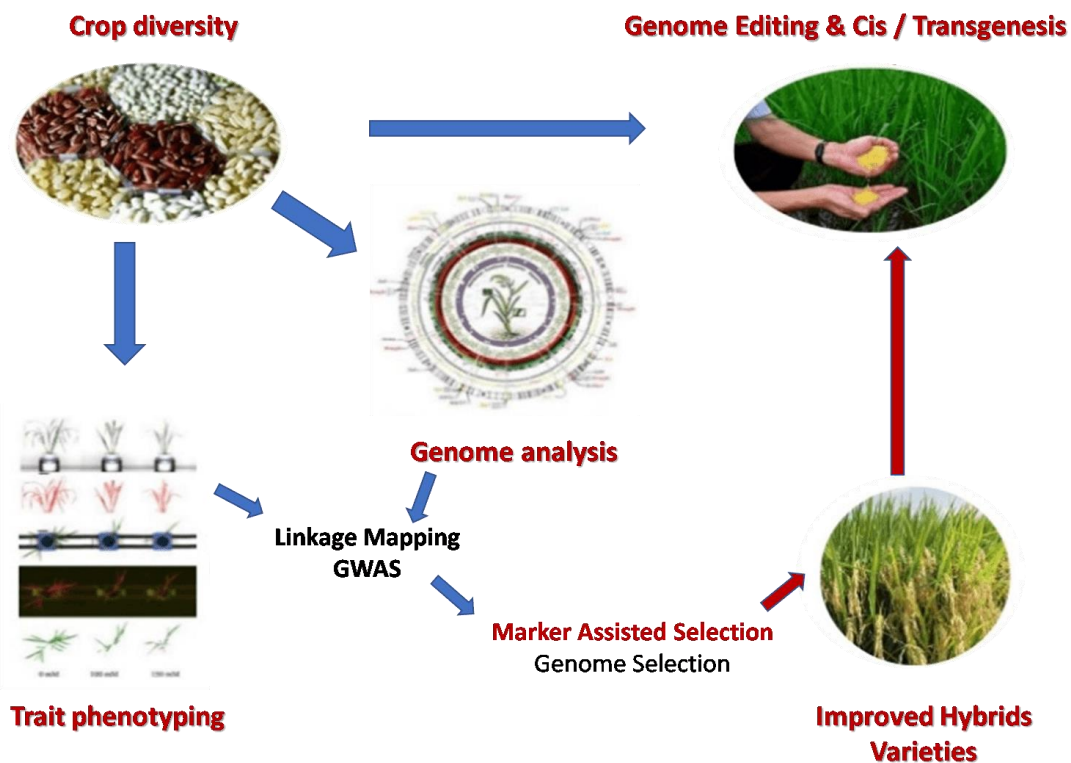 Crop diversity
Genome Editing & Cis / Transgenesis
Genome analysis
Linkage Mapping
GWAS
Marker Assisted Selection
Genome Selection
Trait phenotyping
Improved Hybrids
Varieties